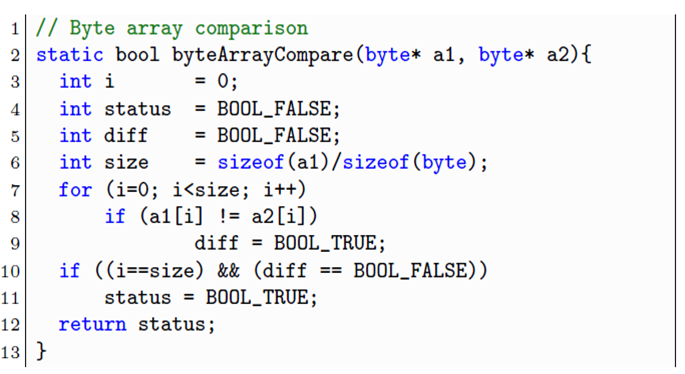 1 // Byte array comparison
2 static bool byteArrayCompare(byte* a1, byte* a2){
3   int i       = 0;
4   int status  = BOOL_FALSE;
5   int diff    = BOOL_FALSE;
6   int size    = sizeof(a1)/sizeof(byte);
7   for (i=0; i<size; i++)
8       if (a1[i] != a2[i])
9               diff = BOOL_TRUE;
10   if ((i==size) && (diff == BOOL_FALSE))
11       status = BOOL_TRUE;
12   return status;
13 }